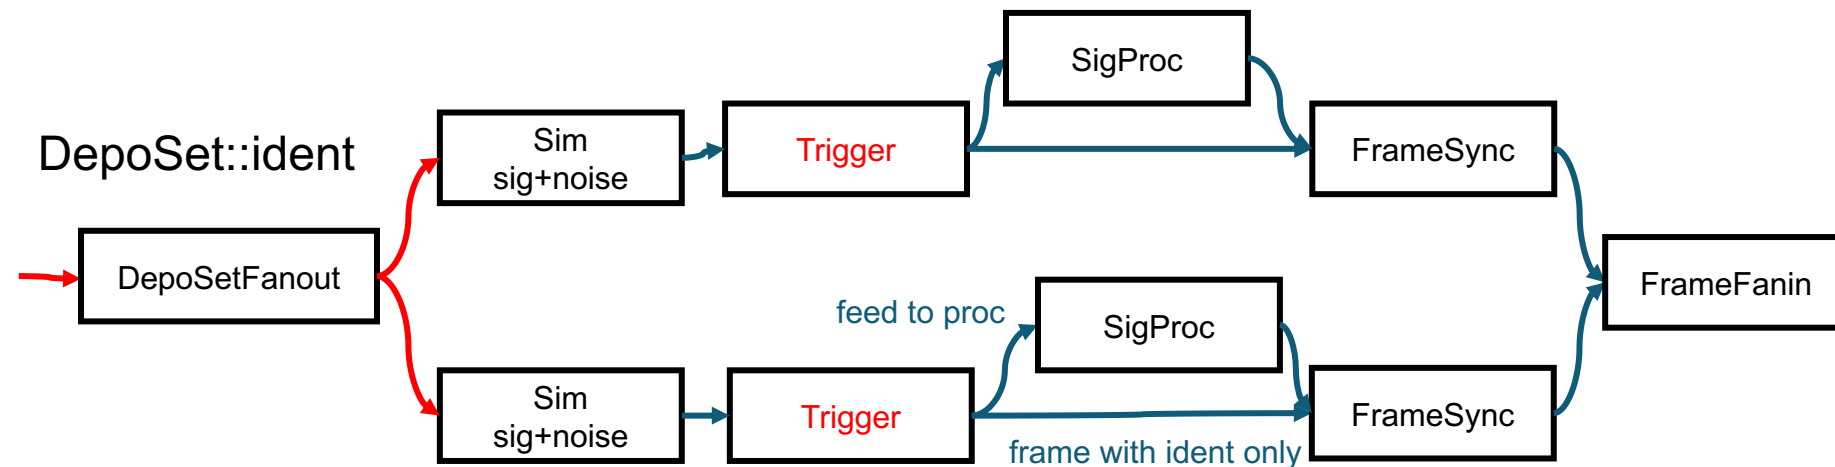 SigProc
DepoSet::ident
Sim
sig+noise
Trigger
FrameSync
DepoSetFanout
FrameFanin
feed to proc
SigProc
Sim
sig+noise
Trigger
FrameSync
frame with ident only